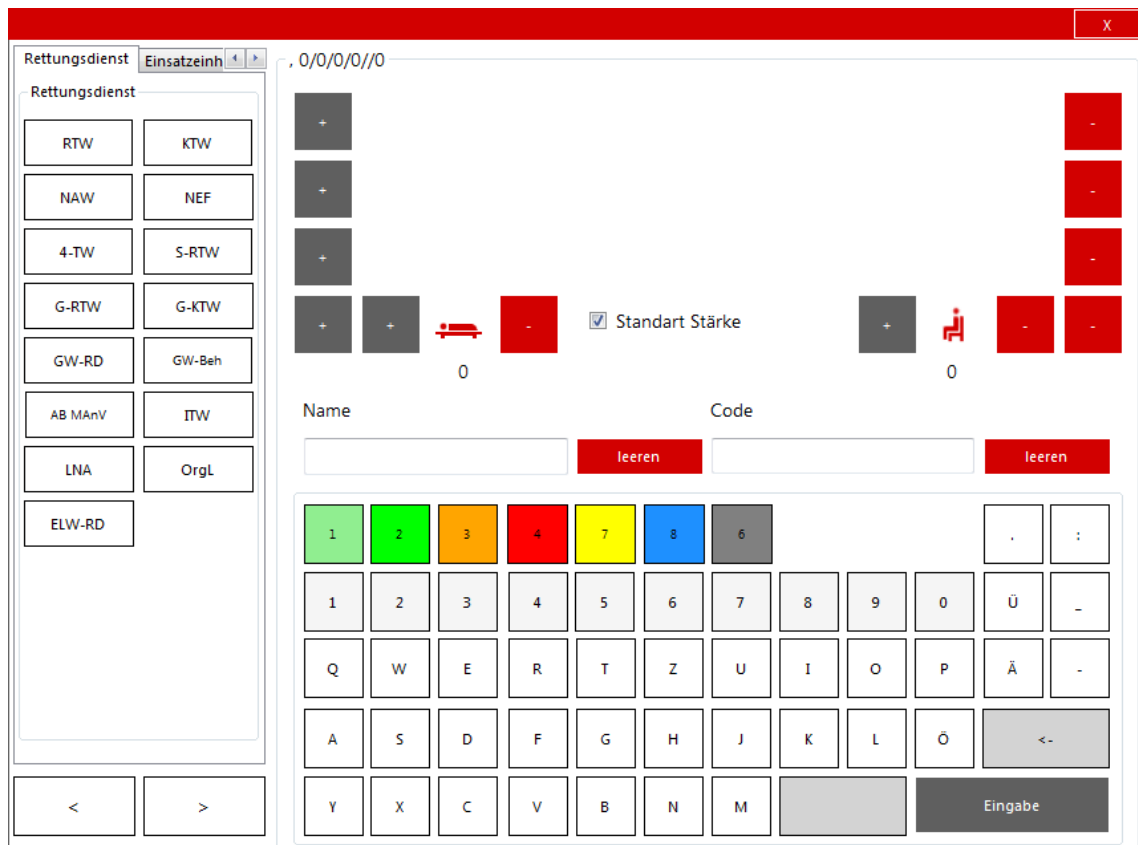 X
Rettungsdienst Einsatzeinh
, 0/0/0/0//0
Rettungsdienst
RTW KTW
NAW NEF
4-TW S-RTW
G-RTW G-KTW
GW-RD GW-Beh
AB MAnV ITW
LNA OrgL
ELW-RD
< >
+ -
+ -
+ -
+ + - Standart Stärke + - -
0 0
Name Code
leeren leeren
1 2 3 4 7 8 6 . :
1 2 3 4 5 6 7 8 9 0 Ü _
Q W E R T Z U I O P Ä -
A S D F G H J K L Ö <-
Y X C V B N M Eingabe